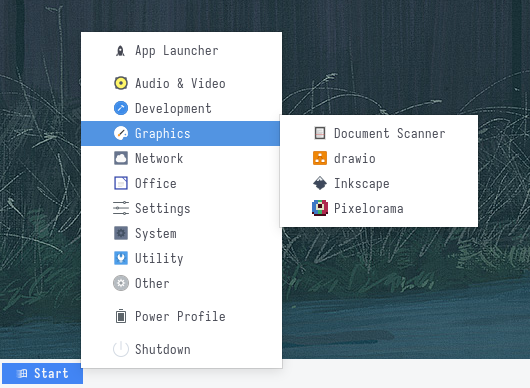 App Launcher
Audio & Video
Development
Graphics
Network
Office
Settings
System
Utility
Other
Power Profile
Shutdown
Document Scanner
drawio
Inkscape
Pixelorama
Start